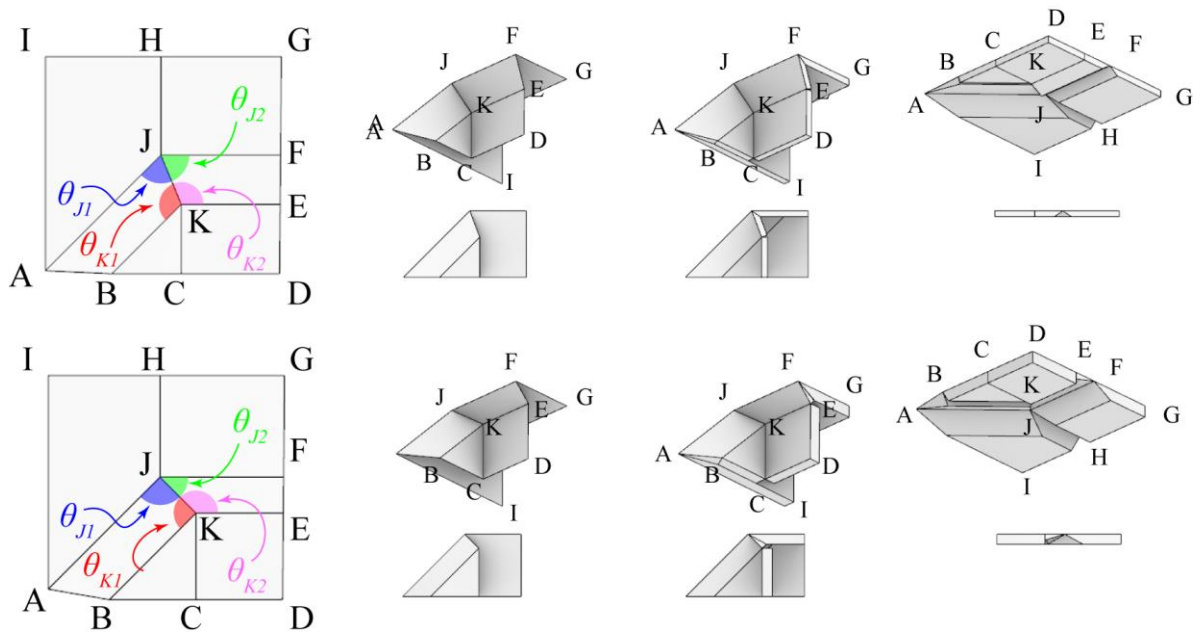 I H G
θJ2
J F
θJ1
θK1 K E
θK2
A B C D
F
J G
A K E
A
B D
C
I
F
J G
K E
A
B D
C
I
D
C E
B K F
A G
J
H
I
I H G
θJ2
J F
θJ1
K E
θK1 θK2
A B C D
F
J G
E
K
A
B D
C
I
F
G
J
E
K
A
B D
C
I
D
C E
B F
K
A G
J
H
I